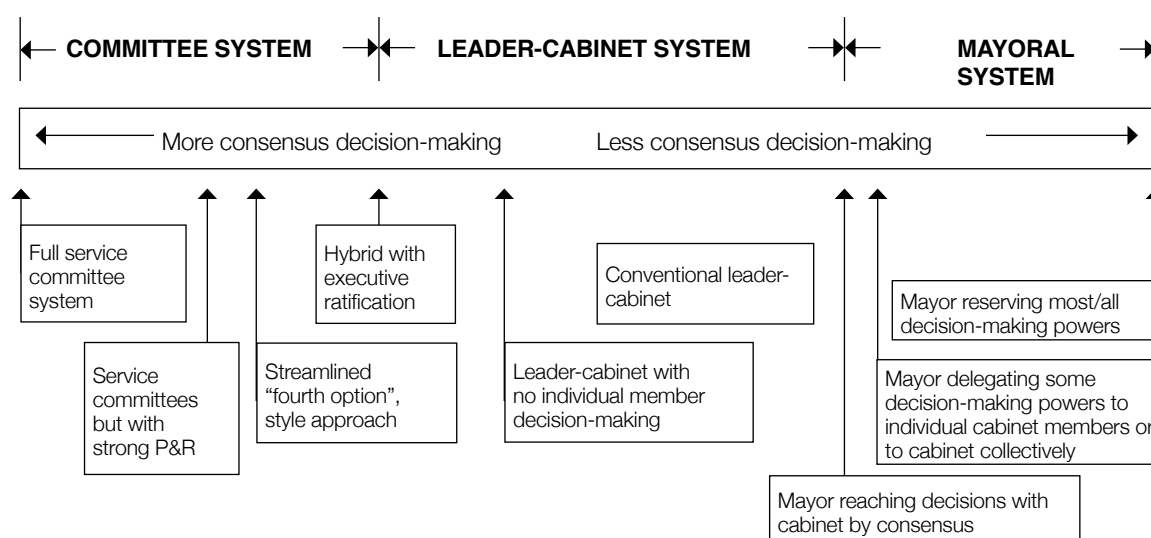 COMMITTEE SYSTEM
LEADER-CABINET SYSTEM
MAYORAL
SYSTEM
More consensus decision-making
Less consensus decision-making
Full service
committee
system
Hybrid with
executive
ratification
Conventional leader-
cabinet
Mayor reserving most/all
decision-making powers
Service
committees
but with
strong P&R
Streamlined
“fourth option”,
style approach
Leader-cabinet with
no individual member
decision-making
Mayor delegating some
decision-making powers to
individual cabinet members or
to cabinet collectively
Mayor reaching decisions with
cabinet by consensus